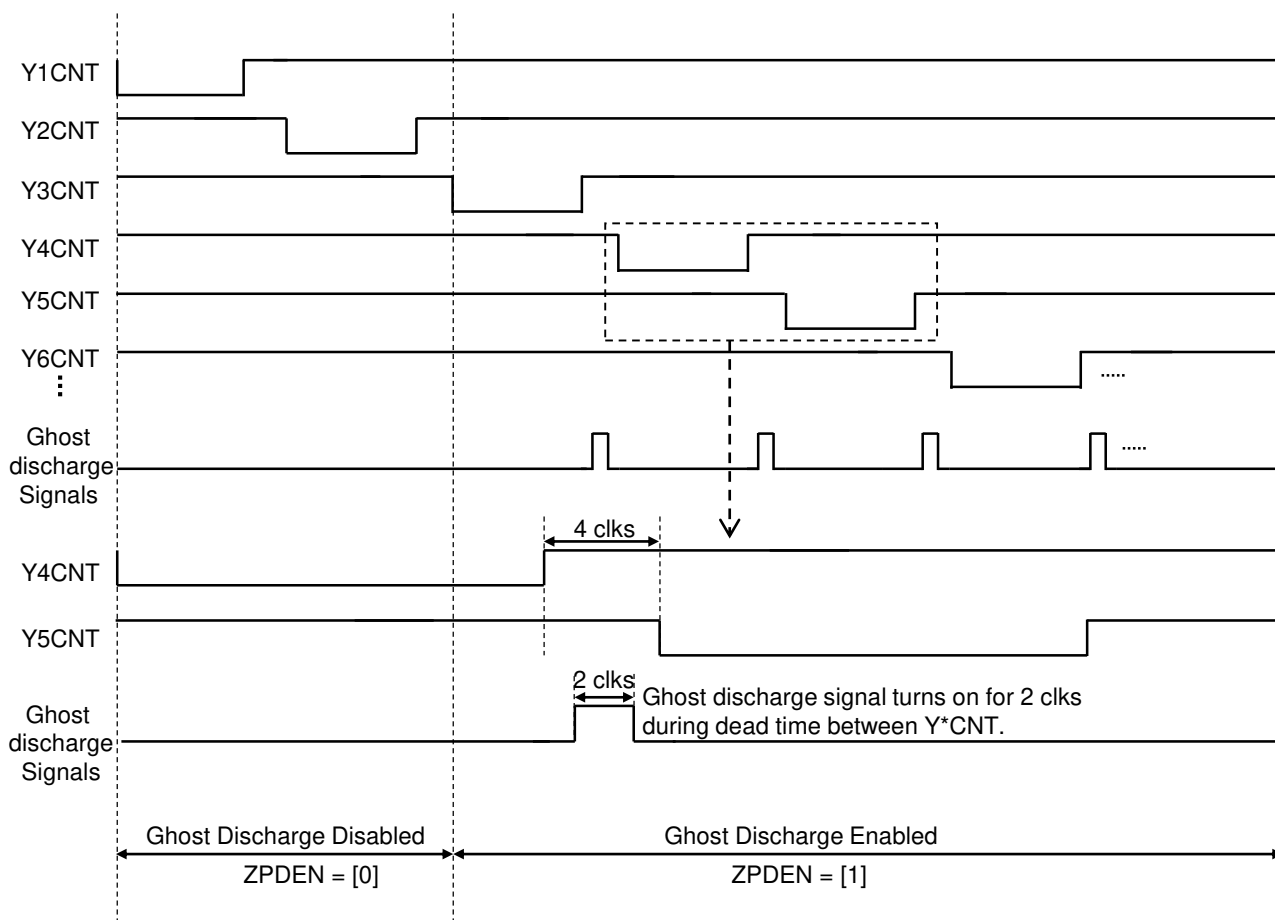 Y1CNT
Y2CNT
Y3CNT
Y4CNT
Y5CNT
Y6CNT
.....
Ghost
discharge
Signals
.....
4 clks
Y4CNT
Y5CNT
2 clks
Ghost discharge signal turns on for 2 clks
during dead time between Y*CNT.
Ghost
discharge
Signals
Ghost Discharge Disabled
Ghost Discharge Enabled
ZPDEN = [0]
ZPDEN = [1]